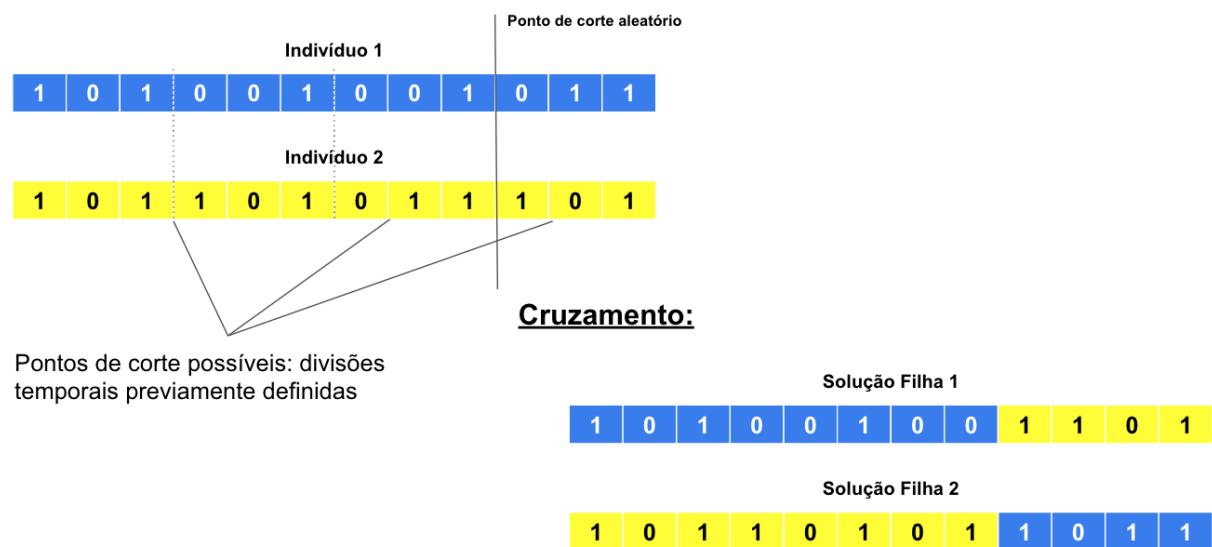 Ponto de corte aleatório
Indivíduo 1
1 0 1 0 0 1 0 0 1 0 1 1
Indivíduo 2
1 0 1 1 0 1 0 1 1 1 0 1
Cruzamento:
Pontos de corte possíveis: divisões
temporais previamente definidas
Solução Filha 1
1 0 1 0 0 1 0 0 1 1 0 1
Solução Filha 2
1 0 1 1 0 1 0 1 1 0 1 1